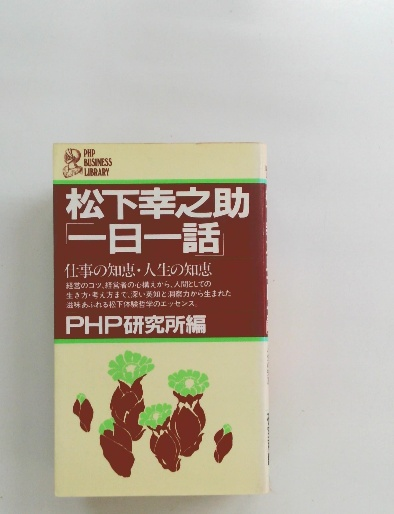 PHP
BUSINESS
LIBRARY
松下幸之助
「一日一話」
仕事の知恵・人生の知恵
経営のコツ、経営者の心構えから、人間としての
生き方・考え方まで、深い英知と洞察力から生まれた
滋味あふれる松下体験哲学のエッセンス。
PHP研究所編